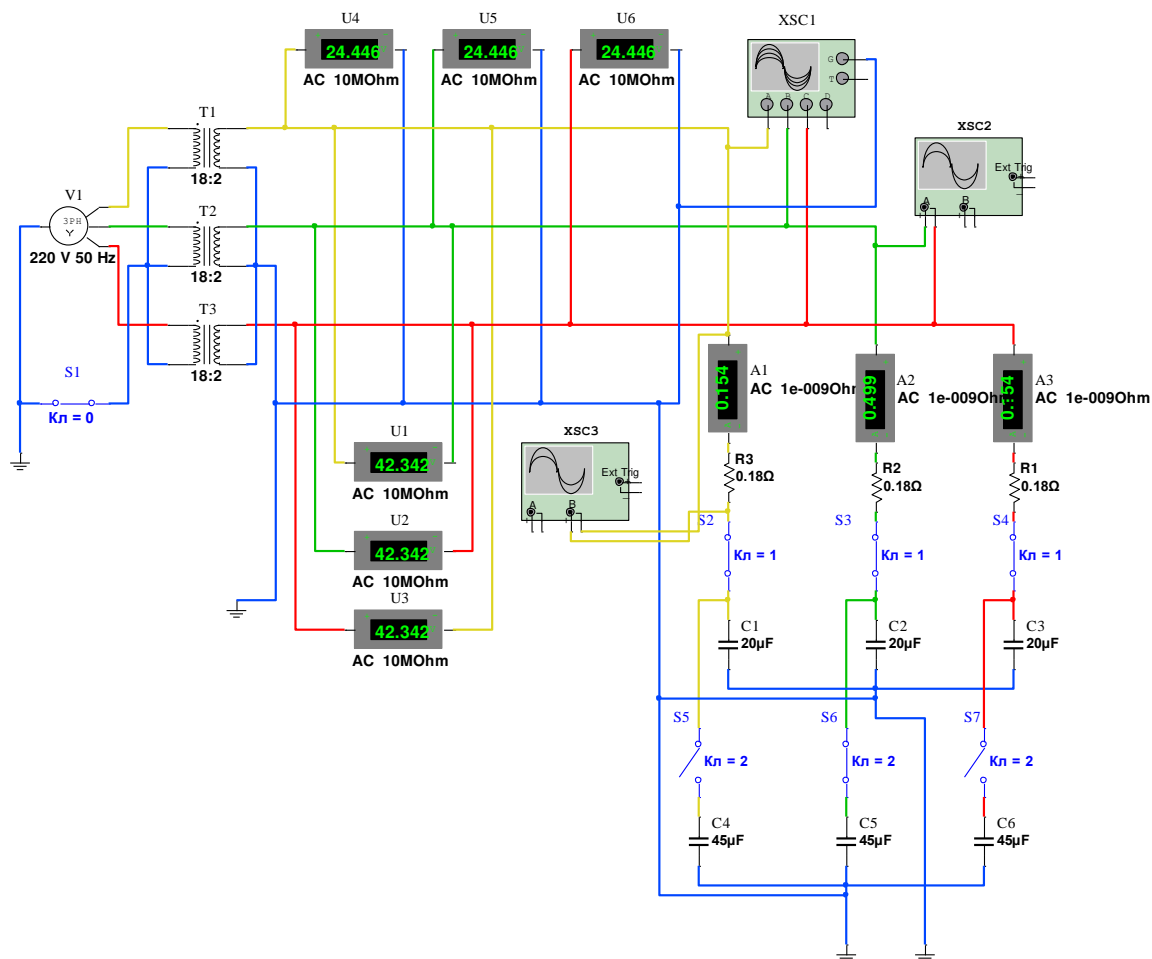 U4
U5
U6
XSC1
24.446
24.446
24.446
AC 10MOhm
AC 10MOhm
AC 10MOhm
G
T
A B C D
T1
18:2
XSC2
Ext Trig
A
B
V1
3PH
Y
220 V 50 Hz
T2
18:2
T3
18:2
S1
Кл = 0
A1
0.154
AC 1e-009Ohm
A2
0.499
AC 1e-009Ohm
A3
AC 1e-009Ohm
U1
42.342
AC 10MOhm
XSC3
Ext Trig
A
B
R3
0.18Ω
R2
0.18Ω
R1
0.18Ω
U2
42.342
AC 10MOhm
S2
Кл = 1
S3
Кл = 1
S4
Кл = 1
U3
42.342
AC 10MOhm
C1
20µF
C2
20µF
C3
20µF
S5
Кл = 2
S6
Кл = 2
S7
Кл = 2
C4
45µF
C5
45µF
C6
45µF